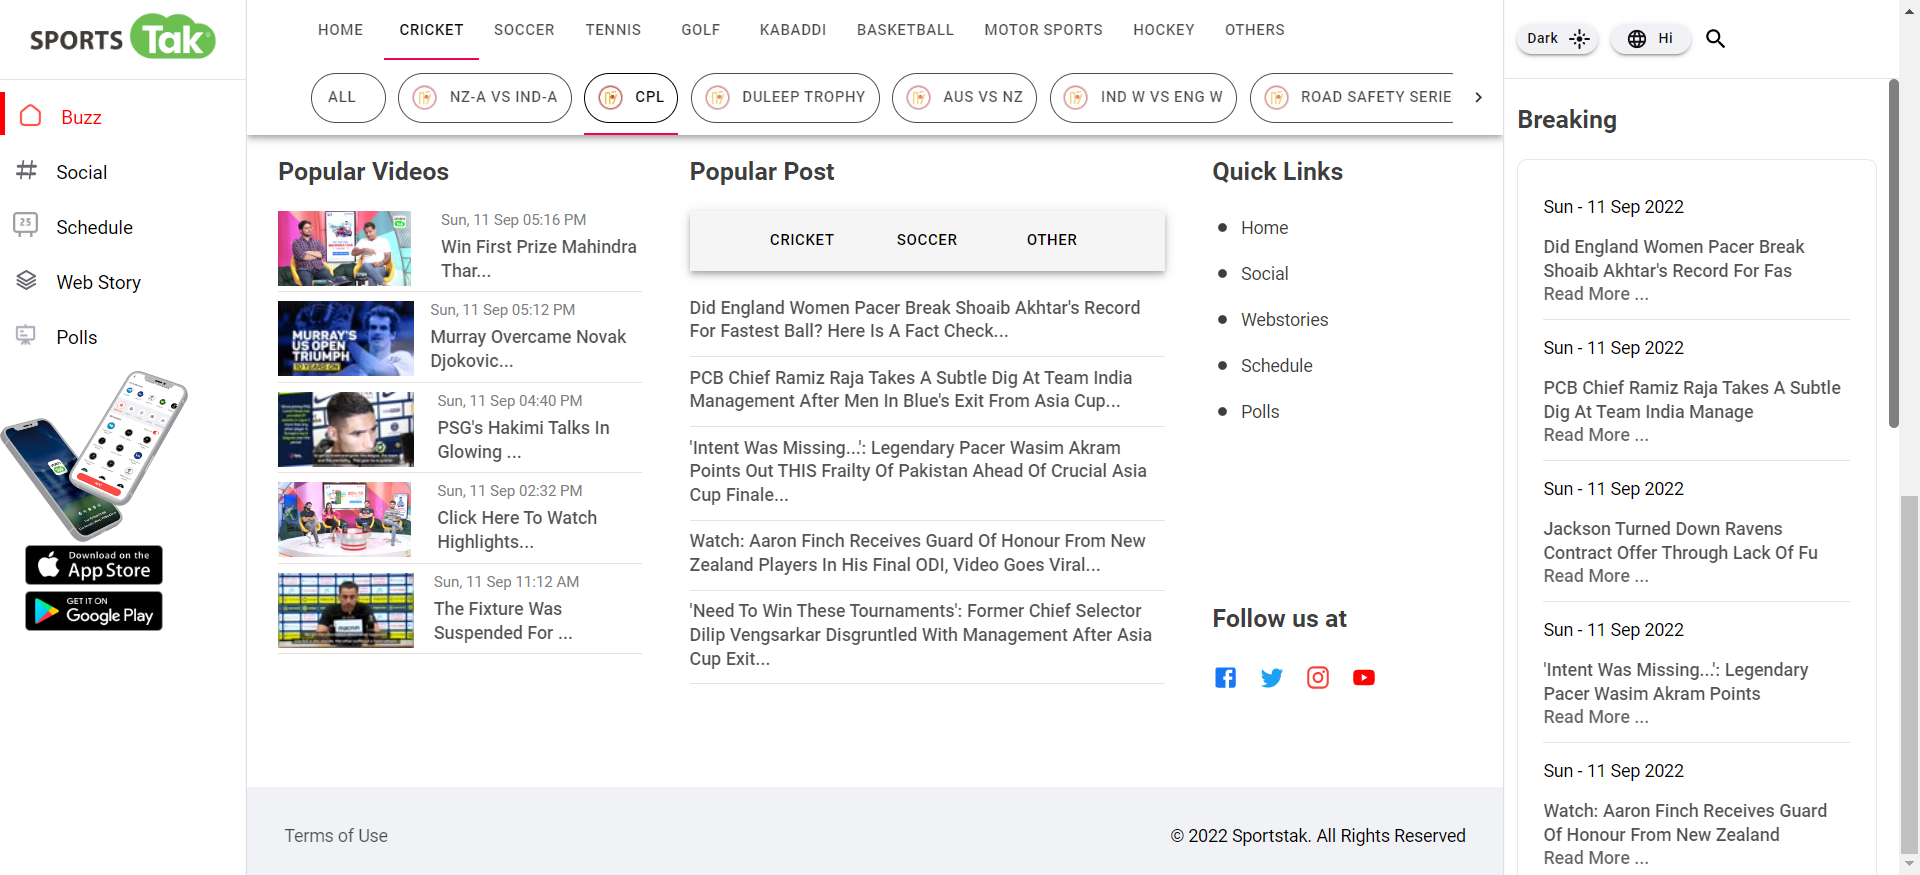 SPORTS Tak
Buzz
Social
25
Schedule
Web Story
Polls
Download on the
App Store
GET IT ON
Google Play
HOME
CRICKET
SOCCER
TENNIS
GOLF
KABADDI
BASKETBALL
MOTOR SPORTS
HOCKEY
OTHERS
ALL
NZ-A VS IND-A
CPL
DULEEP TROPHY
AUS VS NZ
IND W VS ENG W
ROAD SAFETY SERIE
Popular Videos
Sun, 11 Sep 05:16 PM
Win First Prize Mahindra
Thar...
MURRAY'S
US OPEN
TRIUMPH
10 YEARS ON
Sun, 11 Sep 05:12 PM
Murray Overcame Novak
Djokovic...
Sun, 11 Sep 04:40 PM
PSG's Hakimi Talks In
Glowing ...
Sun, 11 Sep 02:32 PM
Click Here To Watch
Highlights...
Sun, 11 Sep 11:12 AM
The Fixture Was
Suspended For ...
Popular Post
CRICKET
SOCCER
OTHER
Did England Women Pacer Break Shoaib Akhtar's Record
For Fastest Ball? Here Is A Fact Check...
PCB Chief Ramiz Raja Takes A Subtle Dig At Team India
Management After Men In Blue's Exit From Asia Cup...
'Intent Was Missing...': Legendary Pacer Wasim Akram
Points Out THIS Frailty Of Pakistan Ahead Of Crucial Asia
Cup Finale...
Watch: Aaron Finch Receives Guard Of Honour From New
Zealand Players In His Final ODI, Video Goes Viral...
'Need To Win These Tournaments': Former Chief Selector
Dilip Vengsarkar Disgruntled With Management After Asia
Cup Exit...
Quick Links
Home
Social
Webstories
Schedule
Polls
Follow us at
Terms of Use
© 2022 Sportstak. All Rights Reserved
Dark
Hi
Breaking
Sun - 11 Sep 2022
Did England Women Pacer Break
Shoaib Akhtar's Record For Fas
Read More ...
Sun - 11 Sep 2022
PCB Chief Ramiz Raja Takes A Subtle
Dig At Team India Manage
Read More ...
Sun - 11 Sep 2022
Jackson Turned Down Ravens
Contract Offer Through Lack Of Fu
Read More ...
Sun - 11 Sep 2022
'Intent Was Missing...': Legendary
Pacer Wasim Akram Points
Read More ...
Sun - 11 Sep 2022
Watch: Aaron Finch Receives Guard
Of Honour From New Zealand
Read More ...